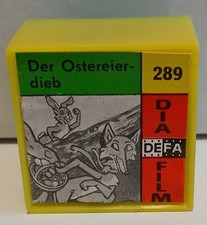 Der Ostereier-
dieb
289
DIA
DEFA
FILM